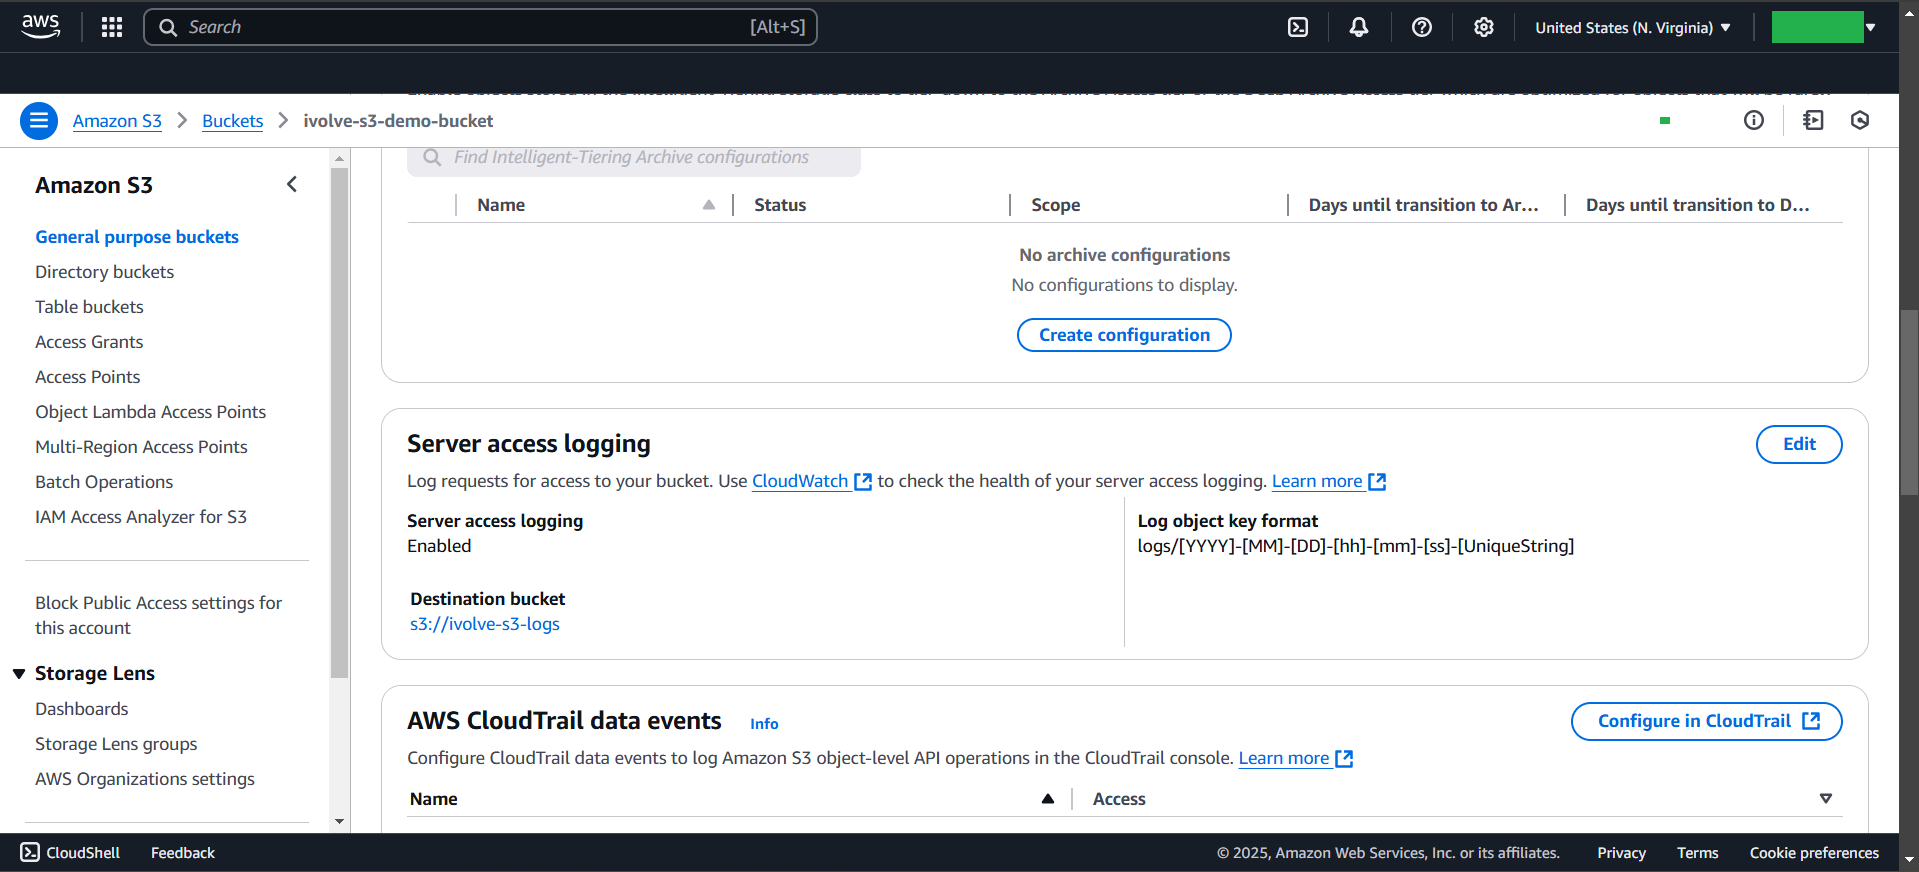 aws
Search [Alt+S]
United States (N. Virginia)
Amazon S3 Buckets ivolve-s3-demo-bucket
Amazon S3
General purpose buckets
Directory buckets
Table buckets
Access Grants
Access Points
Object Lambda Access Points
Multi-Region Access Points
Batch Operations
IAM Access Analyzer for S3
Block Public Access settings for
this account
Storage Lens
Dashboards
Storage Lens groups
AWS Organizations settings
Find Intelligent-Tiering Archive configurations
Name Status Scope Days until transition to Ar... Days until transition to D...
No archive configurations
No configurations to display.
Create configuration
Server access logging
Edit
Log requests for access to your bucket. Use CloudWatch to check the health of your server access logging. Learn more
Server access logging
Enabled
Log object key format
logs/[YYYY]-[MM]-[DD]-[hh]-[mm]-[ss]-[UniqueString]
Destination bucket
s3://ivolve-s3-logs
AWS CloudTrail data events Info
Configure in CloudTrail
Configure CloudTrail data events to log Amazon S3 object-level API operations in the CloudTrail console. Learn more
Name Access
CloudShell Feedback
© 2025, Amazon Web Services, Inc. or its affiliates. Privacy Terms Cookie preferences